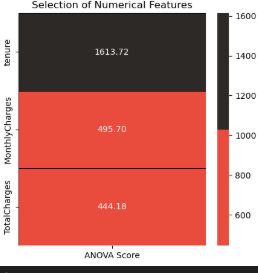 Selection of Numerical Features
tenure
1613.72
MonthlyCharges
495.70
TotalCharges
444.18
ANOVA Score
1600
1400
1200
1000
800
600